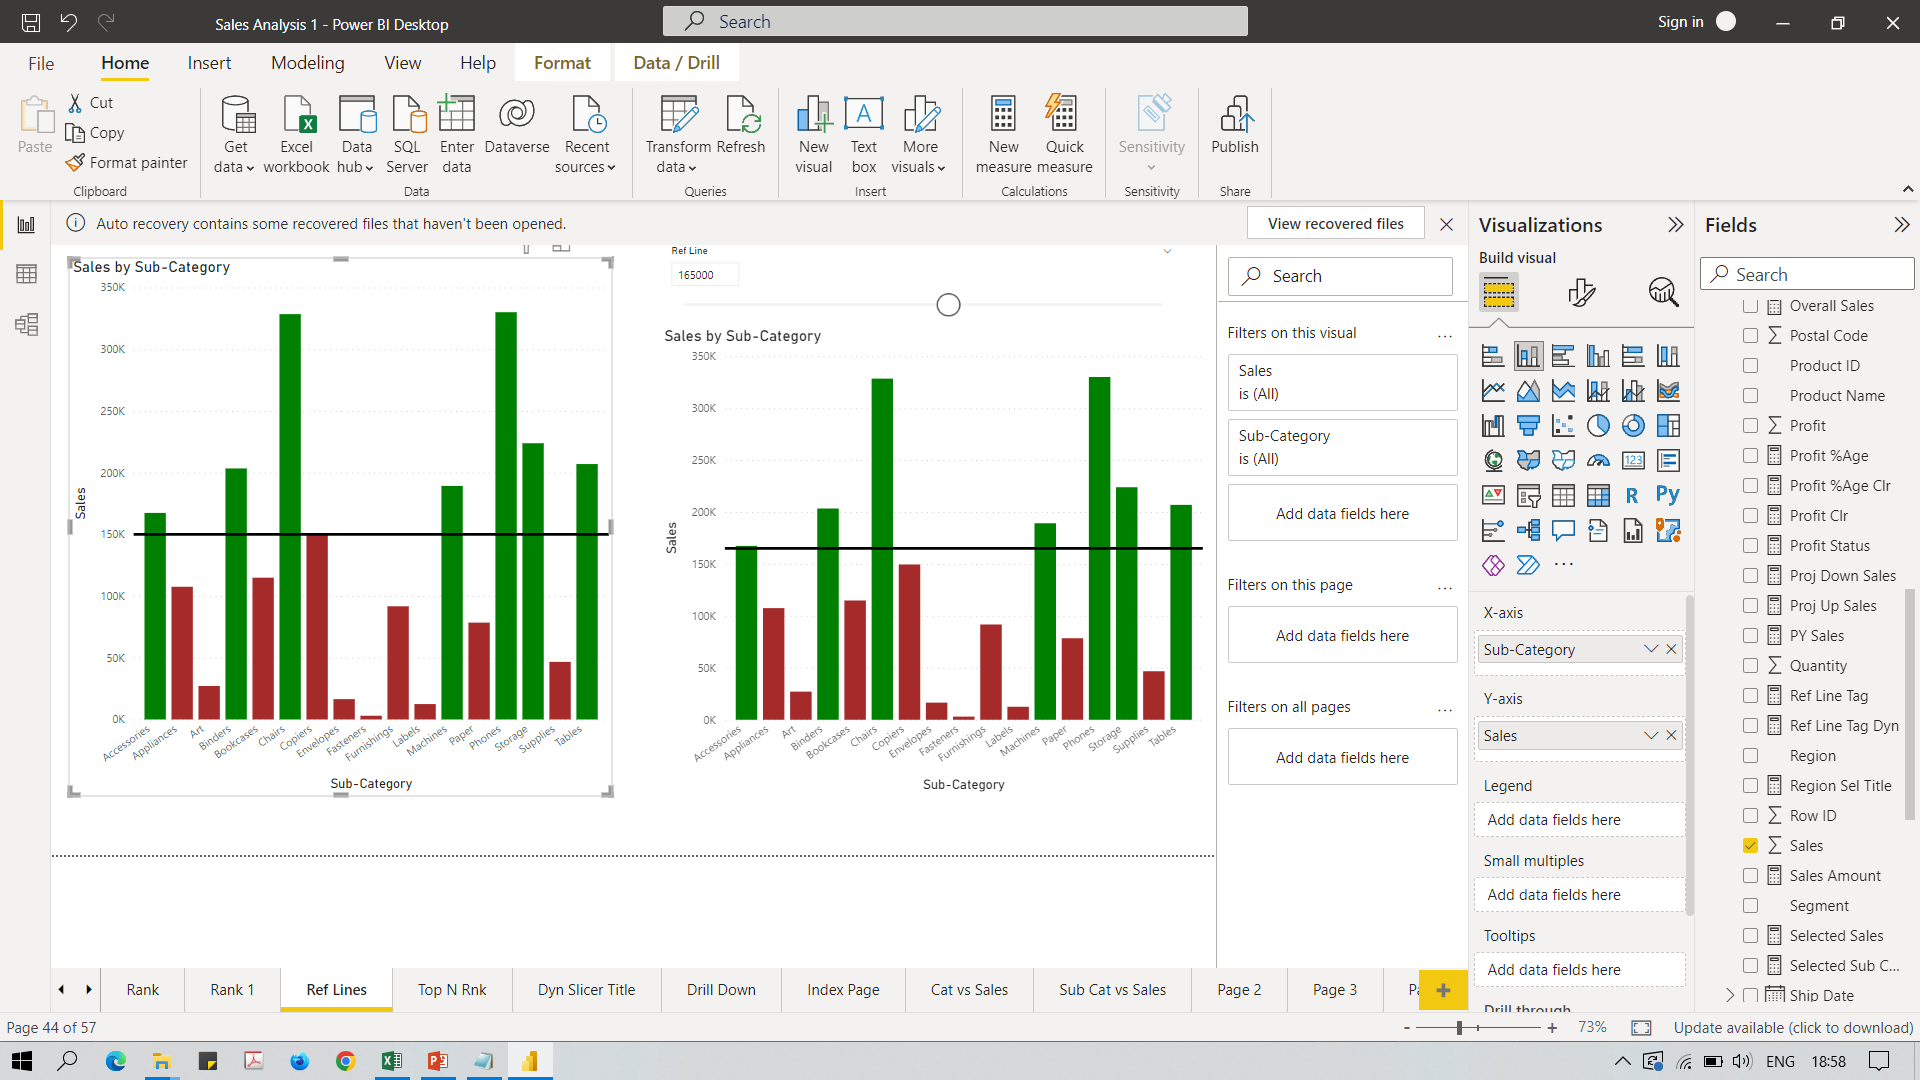 Sales Analysis 1 - Power BI Desktop
Search
Sign in
File
Home
Insert
Modeling
View
Help
Format
Data / Drill
Paste
Cut
Copy
Format painter
Clipboard
Get data
Excel workbook
Data hub
SQL Server
Enter data
Dataverse
Recent sources
Data
Transform data
Refresh
Queries
New visual
Text box
More visuals
Insert
New measure
Quick measure
Calculations
Sensitivity
Sensitivity
Publish
Share
Auto recovery contains some recovered files that haven't been opened.
View recovered files
Sales by Sub-Category
350K
300K
250K
200K
150K
100K
50K
0K
Sales
Accessories
Appliances
Art
Binders
Bookcases
Chairs
Copiers
Envelopes
Fasteners
Furnishings
Labels
Machines
Paper
Phones
Storage
Supplies
Tables
Sub-Category
Ref Line
165000
Sales by Sub-Category
350K
300K
250K
200K
150K
100K
50K
0K
Sales
Accessories
Appliances
Art
Binders
Bookcases
Chairs
Copiers
Envelopes
Fasteners
Furnishings
Labels
Machines
Paper
Phones
Storage
Supplies
Tables
Sub-Category
Search
Filters on this visual
...
Sales
is (All)
Sub-Category
is (All)
Add data fields here
Filters on this page
...
Add data fields here
Filters on all pages
...
Add data fields here
Visualizations
Build visual
123
R
Py
...
X-axis
Sub-Category
Y-axis
Sales
Legend
Add data fields here
Small multiples
Add data fields here
Tooltips
Add data fields here
Drill through
Fields
Search
Overall Sales
Postal Code
Product ID
Product Name
Profit
Profit %Age
Profit %Age Clr
Profit Clr
Profit Status
Proj Down Sales
Proj Up Sales
PY Sales
Quantity
Ref Line Tag
Ref Line Tag Dyn
Region
Region Sel Title
Row ID
Sales
Sales Amount
Segment
Selected Sales
Selected Sub C...
Ship Date
Rank
Rank 1
Ref Lines
Top N Rnk
Dyn Slicer Title
Drill Down
Index Page
Cat vs Sales
Sub Cat vs Sales
Page 2
Page 3
Page 44 of 57
- + 73%
Update available (click to download)
ENG
18:58